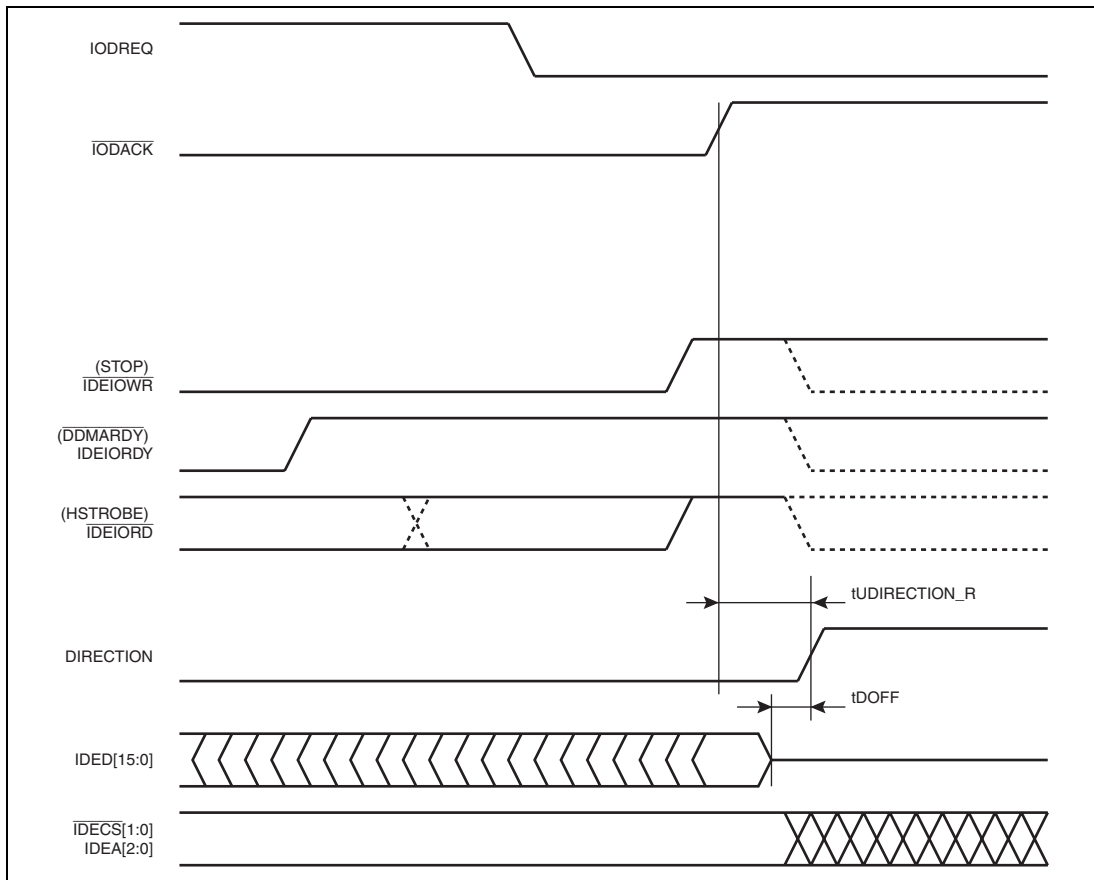 IODREQ
IODACK
(STOP)
IDEIOWR
(DDMARDY)
IDEIORDY
(HSTROBE)
IDEIORD
tUDIRECTION_R
DIRECTION
tDOFF
IDED[15:0]
IDECS[1:0]
IDEA[2:0]